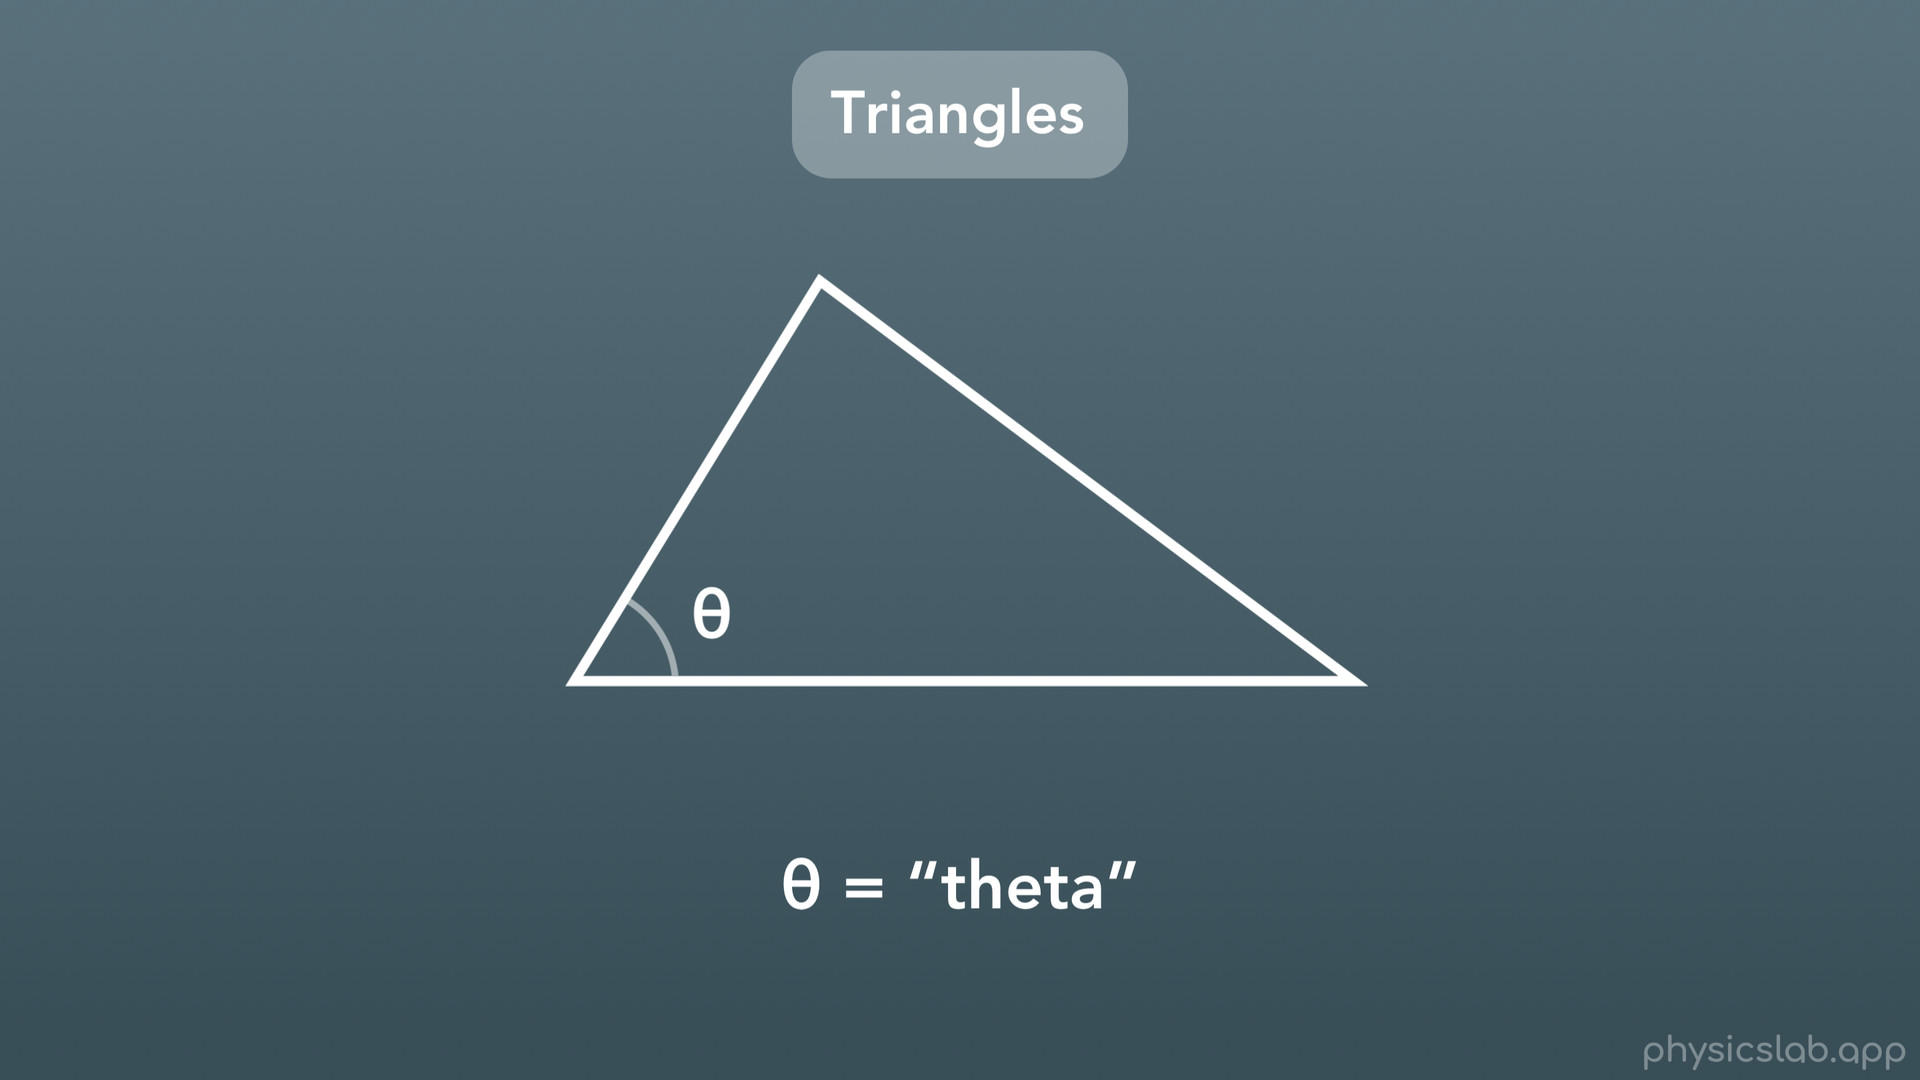 Triangles
θ
θ = “theta”
physicslab.app